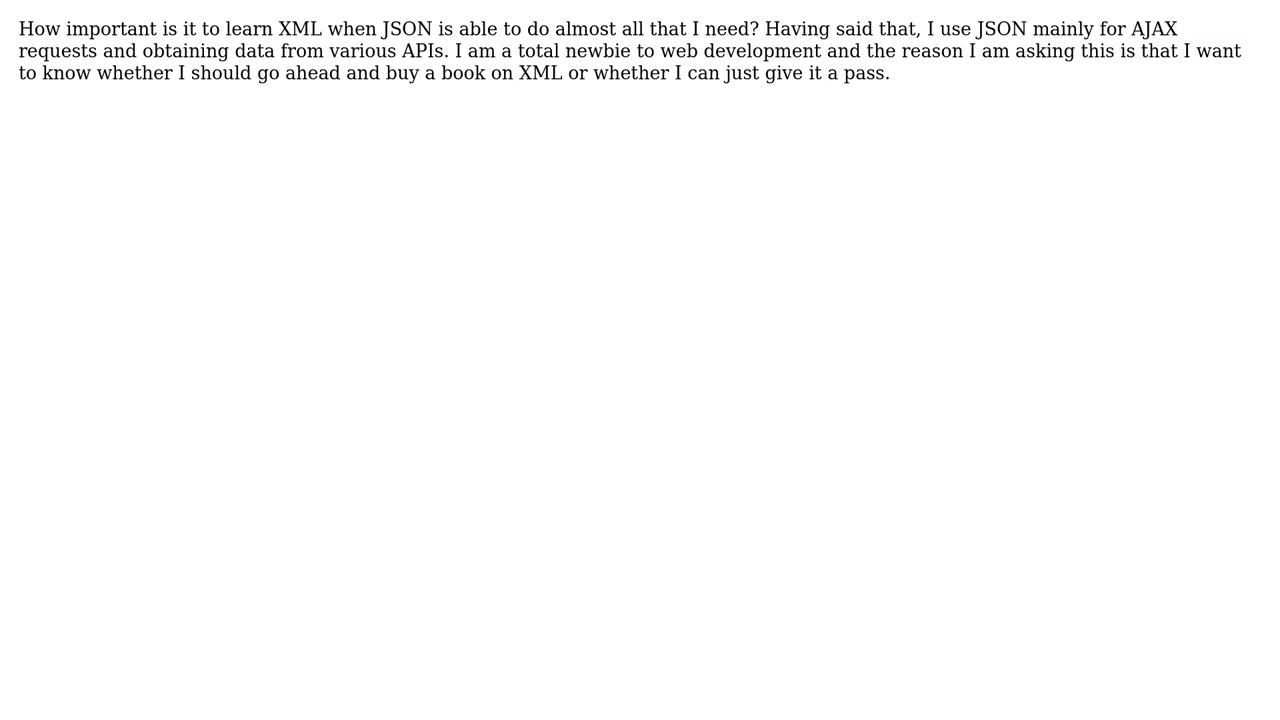 How important is it to learn XML when JSON is able to do almost all that I need? Having said that, I use JSON mainly for AJAX
requests and obtaining data from various APIs. I am a total newbie to web development and the reason I am asking this is that I want
to know whether I should go ahead and buy a book on XML or whether I can just give it a pass.